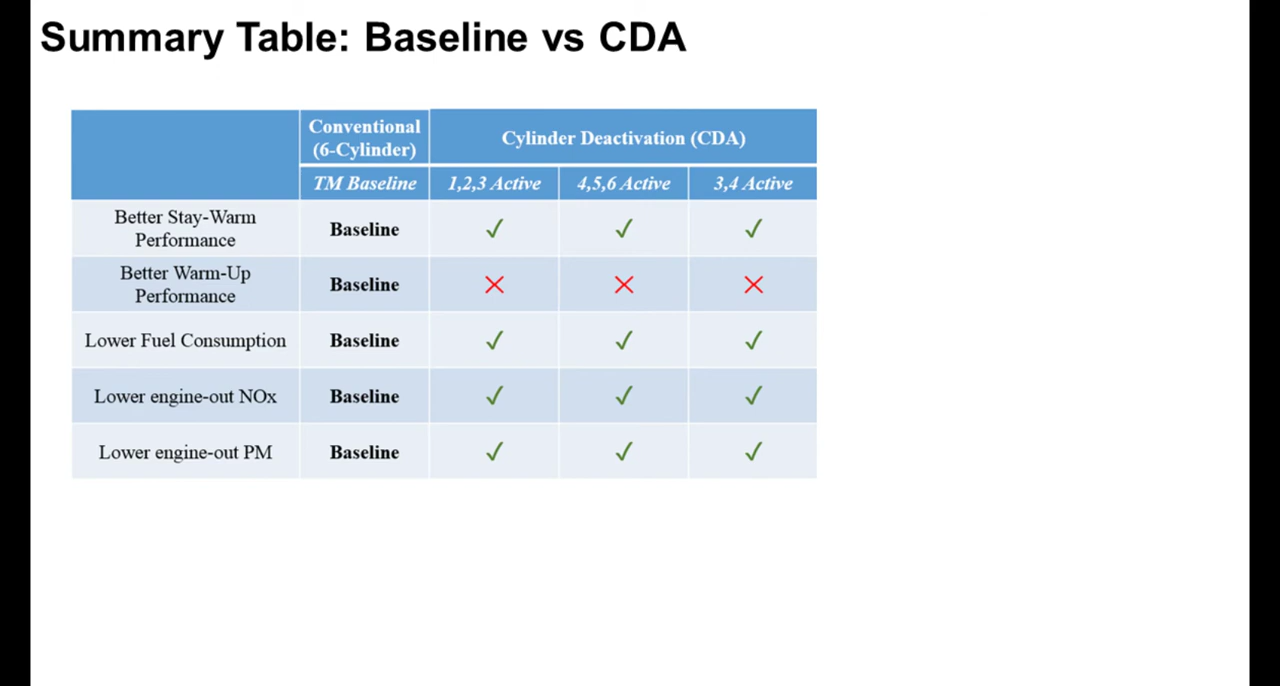 Summary Table: Baseline vs CDA
Conventional
(6-Cylinder)
Cylinder Deactivation (CDA)
TM Baseline
1,2,3 Active
4,5,6 Active
3,4 Active
Better Stay-Warm
Performance
Baseline
✓
✓
✓
Better Warm-Up
Performance
Baseline
✕
✕
✕
Lower Fuel Consumption
Baseline
✓
✓
✓
Lower engine-out NOx
Baseline
✓
✓
✓
Lower engine-out PM
Baseline
✓
✓
✓